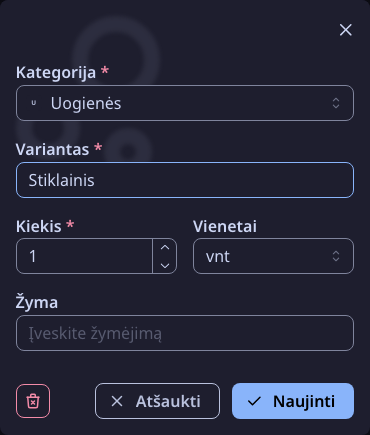 Kategorija *
U Uogienės
Variantas *
Stiklainis
Kiekis * Vienetai
1 vnt
Žyma
Įveskite žymėjimą
Atšaukti Naujinti